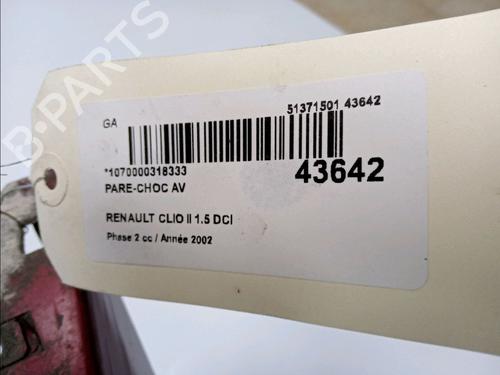 B-PARTS
GA
51371501 43642
*1070000318333
43642
PARE-CHOC AV
RENAULT CLIO II 1.5 DCI
Phase 2 cc / Année 2002